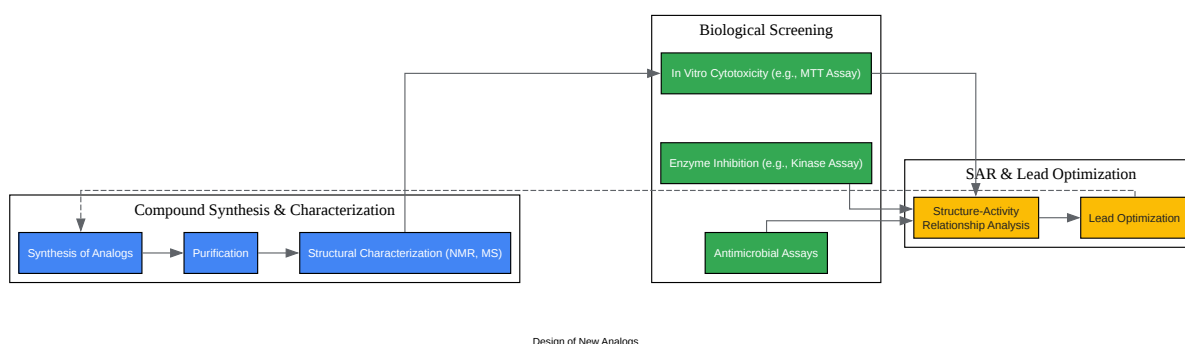 Biological Screening
In Vitro Cytotoxicity (e.g., MTT Assay)
Enzyme Inhibition (e.g., Kinase Assay)
Antimicrobial Assays
SAR & Lead Optimization
Structure-Activity
Relationship Analysis
Lead Optimization
Compound Synthesis & Characterization
Synthesis of Analogs
Purification
Structural Characterization (NMR, MS)
Design of New Analogs